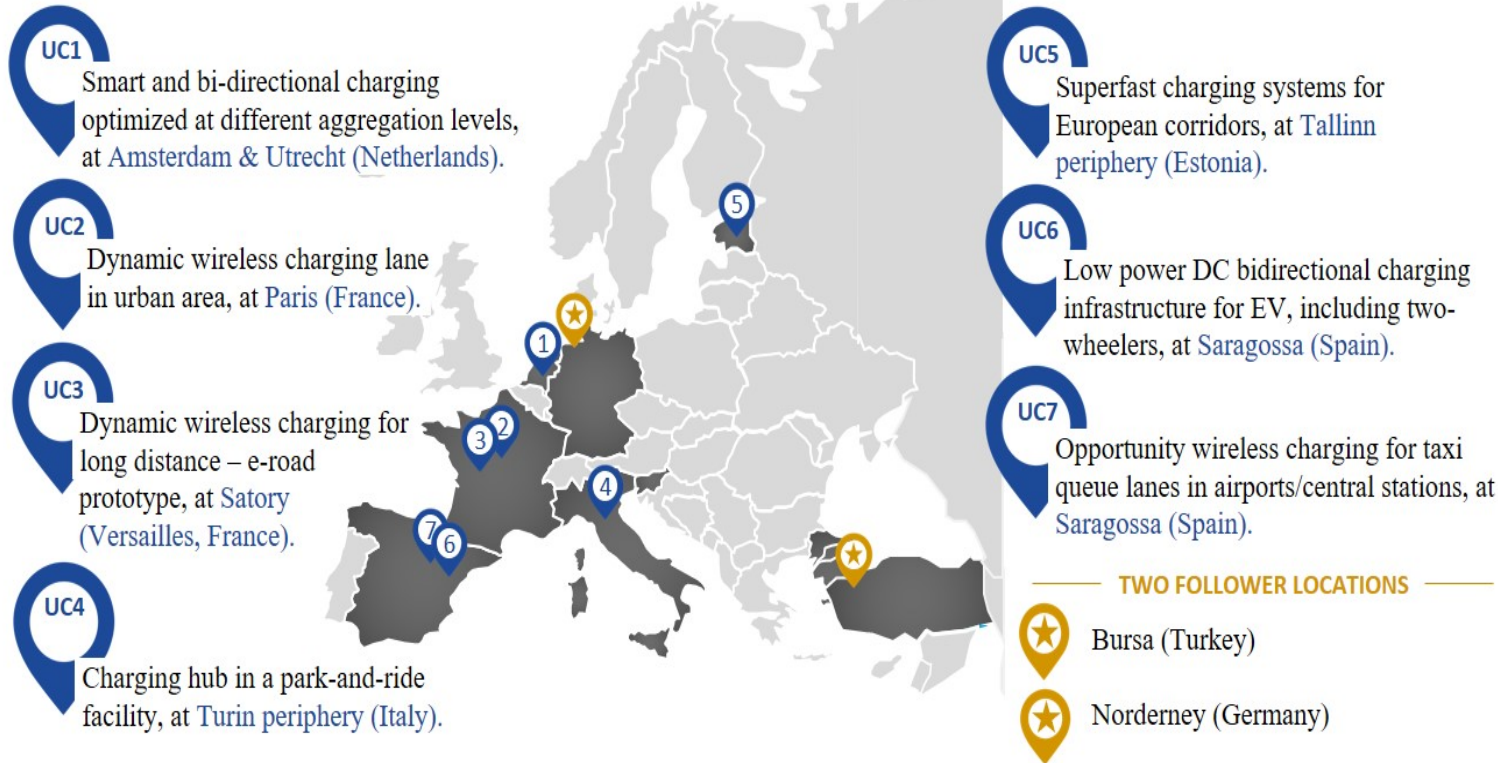 UC1
Smart and bi-directional charging
optimized at different aggregation levels,
at Amsterdam & Utrecht (Netherlands).
UC2
Dynamic wireless charging lane
in urban area, at Paris (France).
UC3
Dynamic wireless charging for
long distance – e-road
prototype, at Satory
(Versailles, France).
UC4
Charging hub in a park-and-ride
facility, at Turin periphery (Italy).
5
1
2
3
4
7
6
UC5
Superfast charging systems for
European corridors, at Tallinn
periphery (Estonia).
UC6
Low power DC bidirectional charging
infrastructure for EV, including two-
wheelers, at Saragossa (Spain).
UC7
Opportunity wireless charging for taxi
queue lanes in airports/central stations, at
Saragossa (Spain).
TWO FOLLOWER LOCATIONS
Bursa (Turkey)
Norderney (Germany)